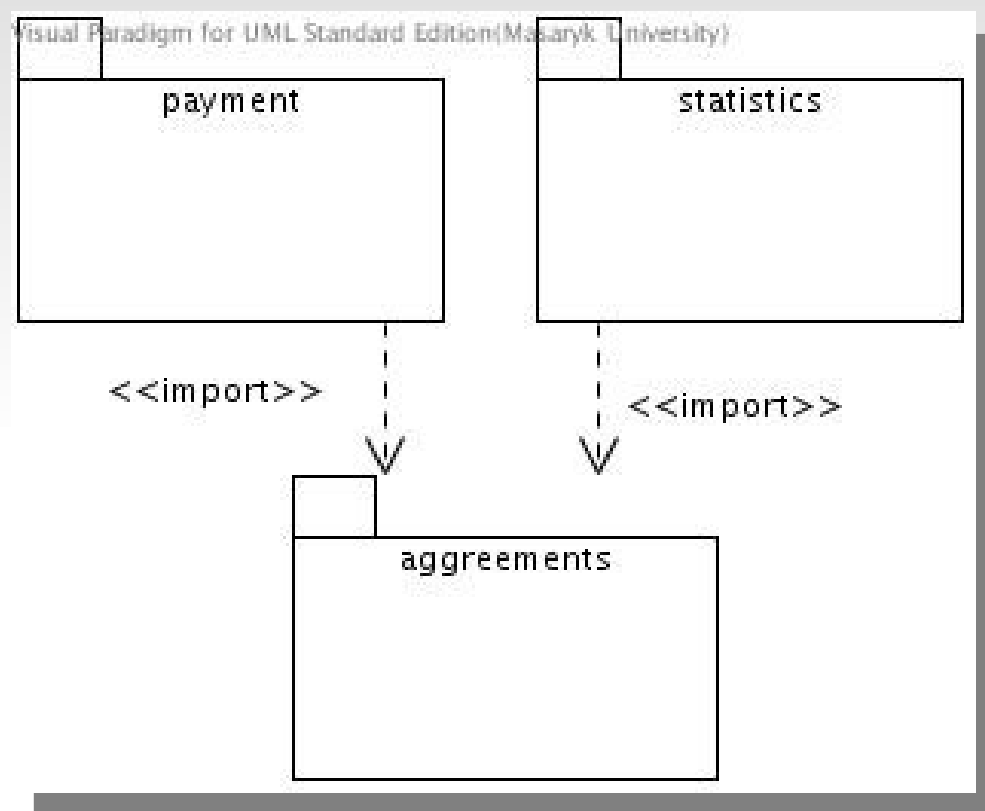 Visual Paradigm for UML Standard Edition(Masaryk University)
payment
statistics
<<import>>
<<import>>
aggreements